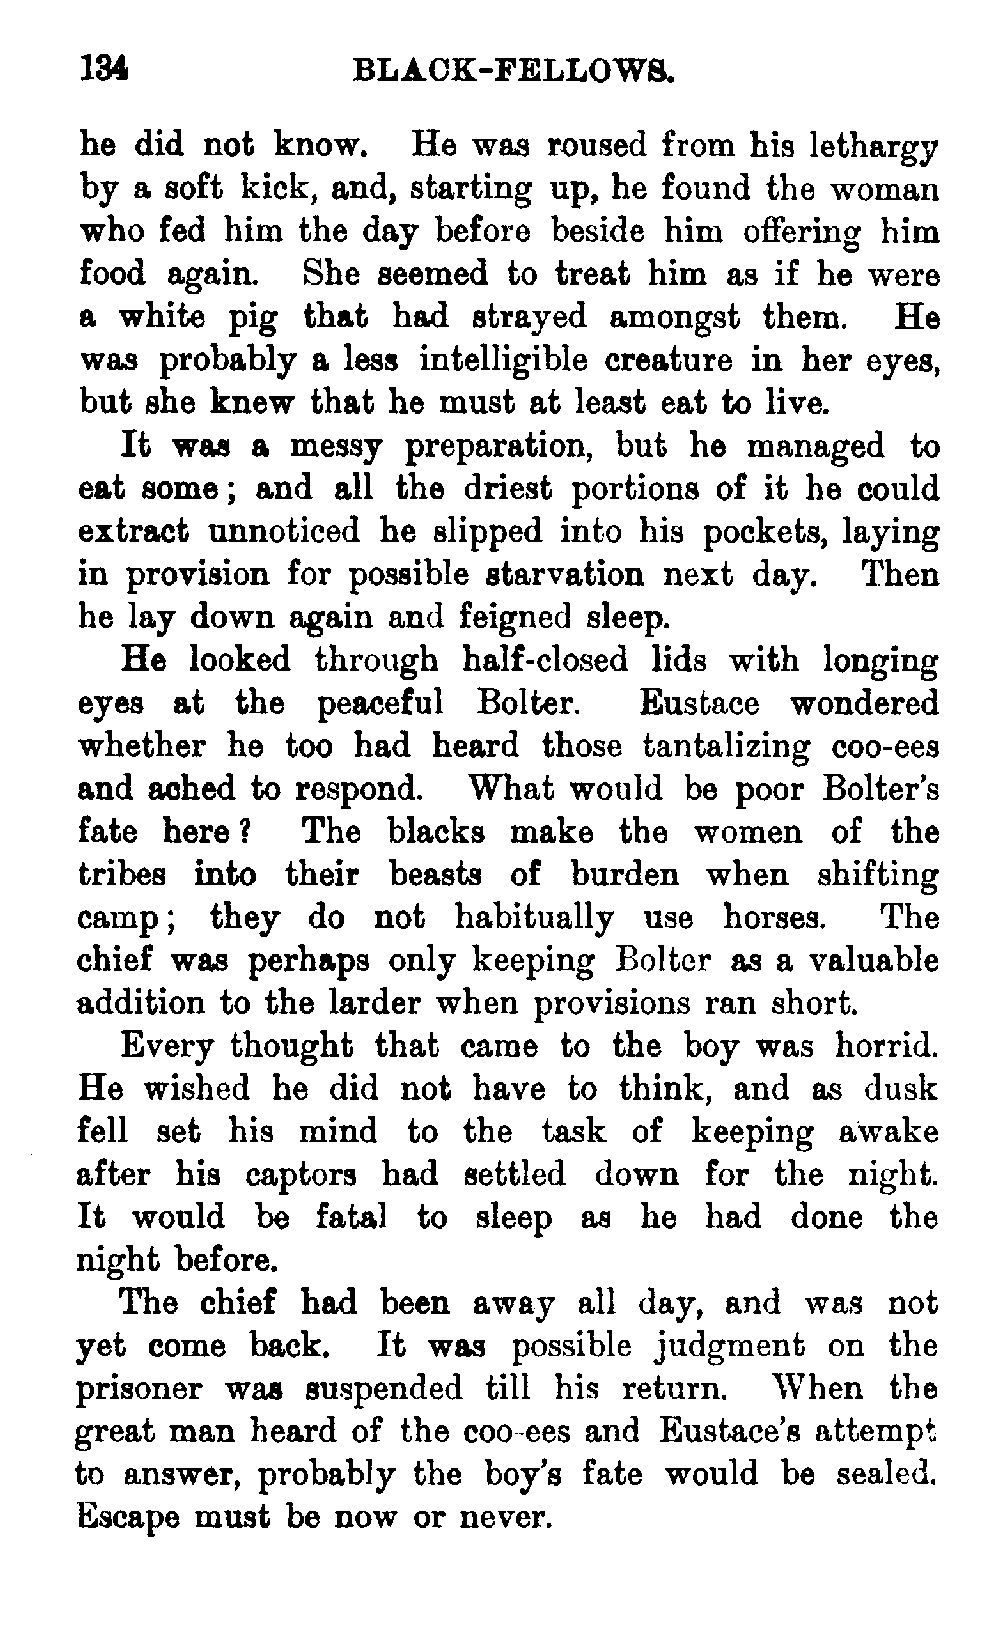 134 BLACK-FELLOWS.
he did not know. He was roused from his lethargy
by a soft kick, and, starting up, he found the woman
who fed him the day before beside him offering him
food again. She seemed to treat him as if he were
a white pig that had strayed amongst them. He
was probably a less intelligible creature in her eyes,
but she knew that he must at least eat to live.
It was a messy preparation, but he managed to
eat some; and all the driest portions of it he could
extract unnoticed he slipped into his pockets, laying
in provision for possible starvation next day. Then
he lay down again and feigned sleep.
He looked through half-closed lids with longing
eyes at the peaceful Bolter. Eustace wondered
whether he too had heard those tantalizing coo-ees
and ached to respond. What would be poor Bolter's
fate here? The blacks make the women of the
tribes into their beasts of burden when shifting
camp; they do not habitually use horses. The
chief was perhaps only keeping Bolter as a valuable
addition to the larder when provisions ran short.
Every thought that came to the boy was horrid.
He wished he did not have to think, and as dusk
fell set his mind to the task of keeping awake
after his captors had settled down for the night.
It would be fatal to sleep as he had done the
night before.
The chief had been away all day, and was not
yet come back. It was possible judgment on the
prisoner was suspended till his return. When the
great man heard of the coo-ees and Eustace's attempt
to answer, probably the boy's fate would be sealed.
Escape must be now or never.